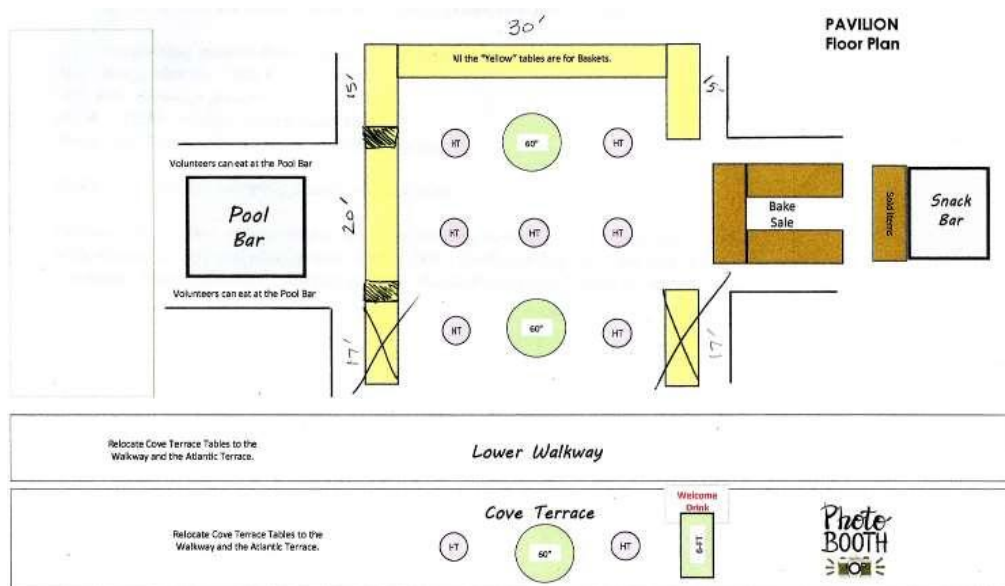 PAVILION
Floor Plan
30'
All the "Yellow" tables are for Baskets.
15'
15'
HT
60"
HT
Volunteers can eat at the Pool Bar
Pool
Bar
20'
HT
HT
HT
Bake
Sale
Sold Items
Snack
Bar
Volunteers can eat at the Pool Bar
17'
HT
60"
HT
17'
Relocate Cove Terrace Tables to the
Walkway and the Atlantic Terrace.
Lower Walkway
Relocate Cove Terrace Tables to the
Walkway and the Atlantic Terrace.
Cove Terrace
HT
60"
HT
Welcome
Drink
6-FT
Photo
BOOTH